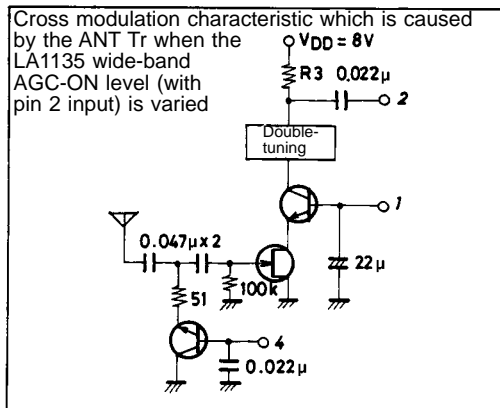 Cross modulation characteristic which is caused
by the ANT Tr when the
LA1135 wide-band
AGC-ON level (with
pin 2 input) is varied
VDD = 8V
R3
0.022μ
2
Double-
tuning
1
0.047μ×2
22μ
100k
51
4
0.022μ